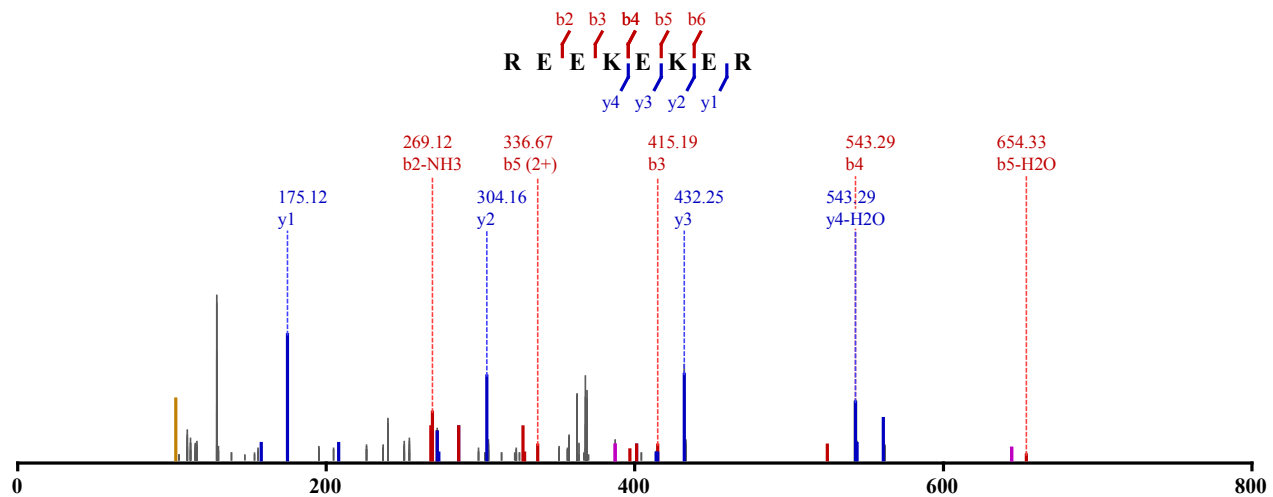 b2 b3 b4 b5 b6
R E E K E K E R
y4 y3 y2 y1
269.12 336.67 415.19 543.29 654.33
b2-NH3 b5 (2+) b3 b4 b5-H2O
175.12 304.16 432.25 543.29
y1 y2 y3 y4-H2O
0 200 400 600 800